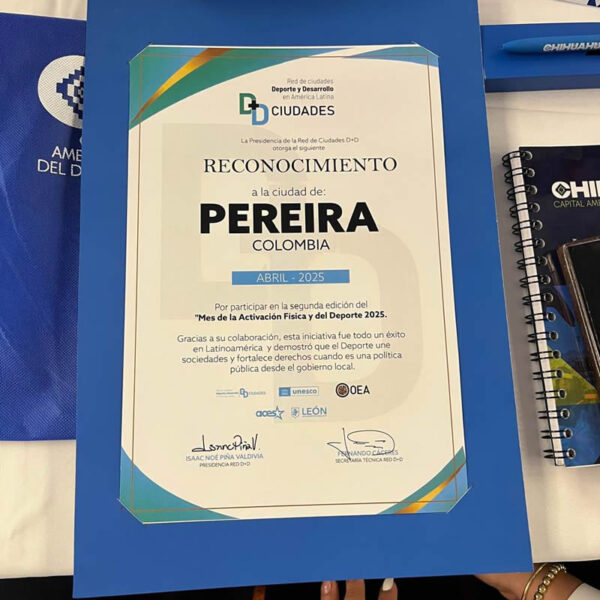 Red de ciudades
Deporte y Desarrollo
en América Latina
D+D CIUDADES
La Presidencia de la Red de Ciudades D+D
otorga el siguiente
RECONOCIMIENTO
a la ciudad de:
PEREIRA
COLOMBIA
ABRIL - 2025
Por participar en la segunda edición del
"Mes de la Activación Física y del Deporte 2025.
Gracias a su colaboración, esta iniciativa fue todo un éxito
en Latinoamérica y demostró que el Deporte une
sociedades y fortalece derechos cuando es una política
pública desde el gobierno local.
D+D CIUDADES
unesco
OEA
aces
LEÓN
ISAAC NOÉ PIÑA VALDIVIA
PRESIDENCIA RED D+D
FERNANDO CÁCERES
SECRETARÍA TÉCNICA RED D+D
AME
DEL D
CHIHUAHU
CHI
CAPITAL AME